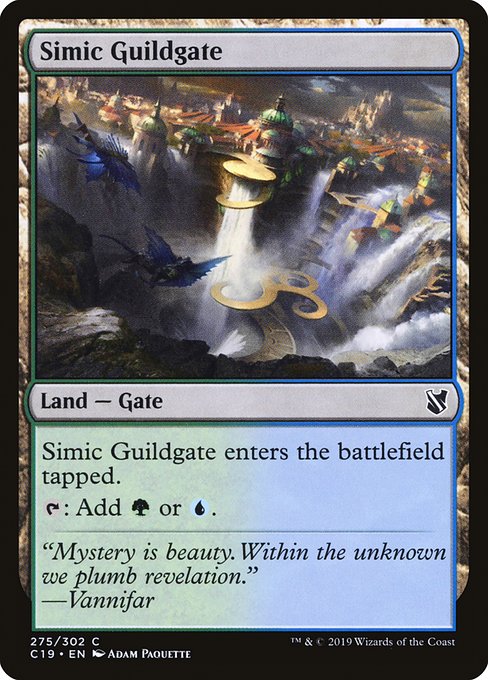 Simic Guildgate
Land — Gate
Simic Guildgate enters the battlefield
tapped.
: Add or .
“Mystery is beauty. Within the unknown
we plumb revelation.”
—Vannifar
275/302 C
™ & © 2019 Wizards of the Coast
C19 • EN Adam Paquette